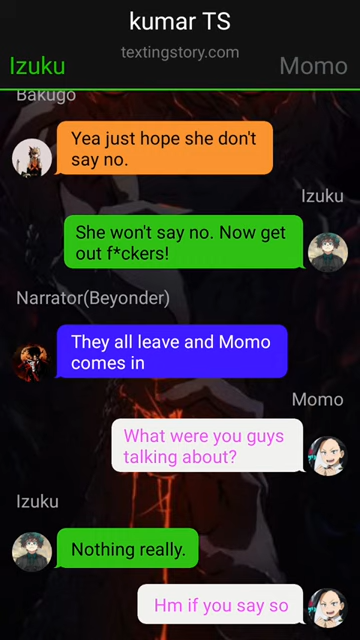 kumar TS
textingstory.com
Izuku
Momo
Bakugo
Yea just hope she don't
say no.
Izuku
She won't say no. Now get
out f*ckers!
Narrator(Beyonder)
They all leave and Momo
comes in
Momo
What were you guys
talking about?
Izuku
Nothing really.
Hm if you say so